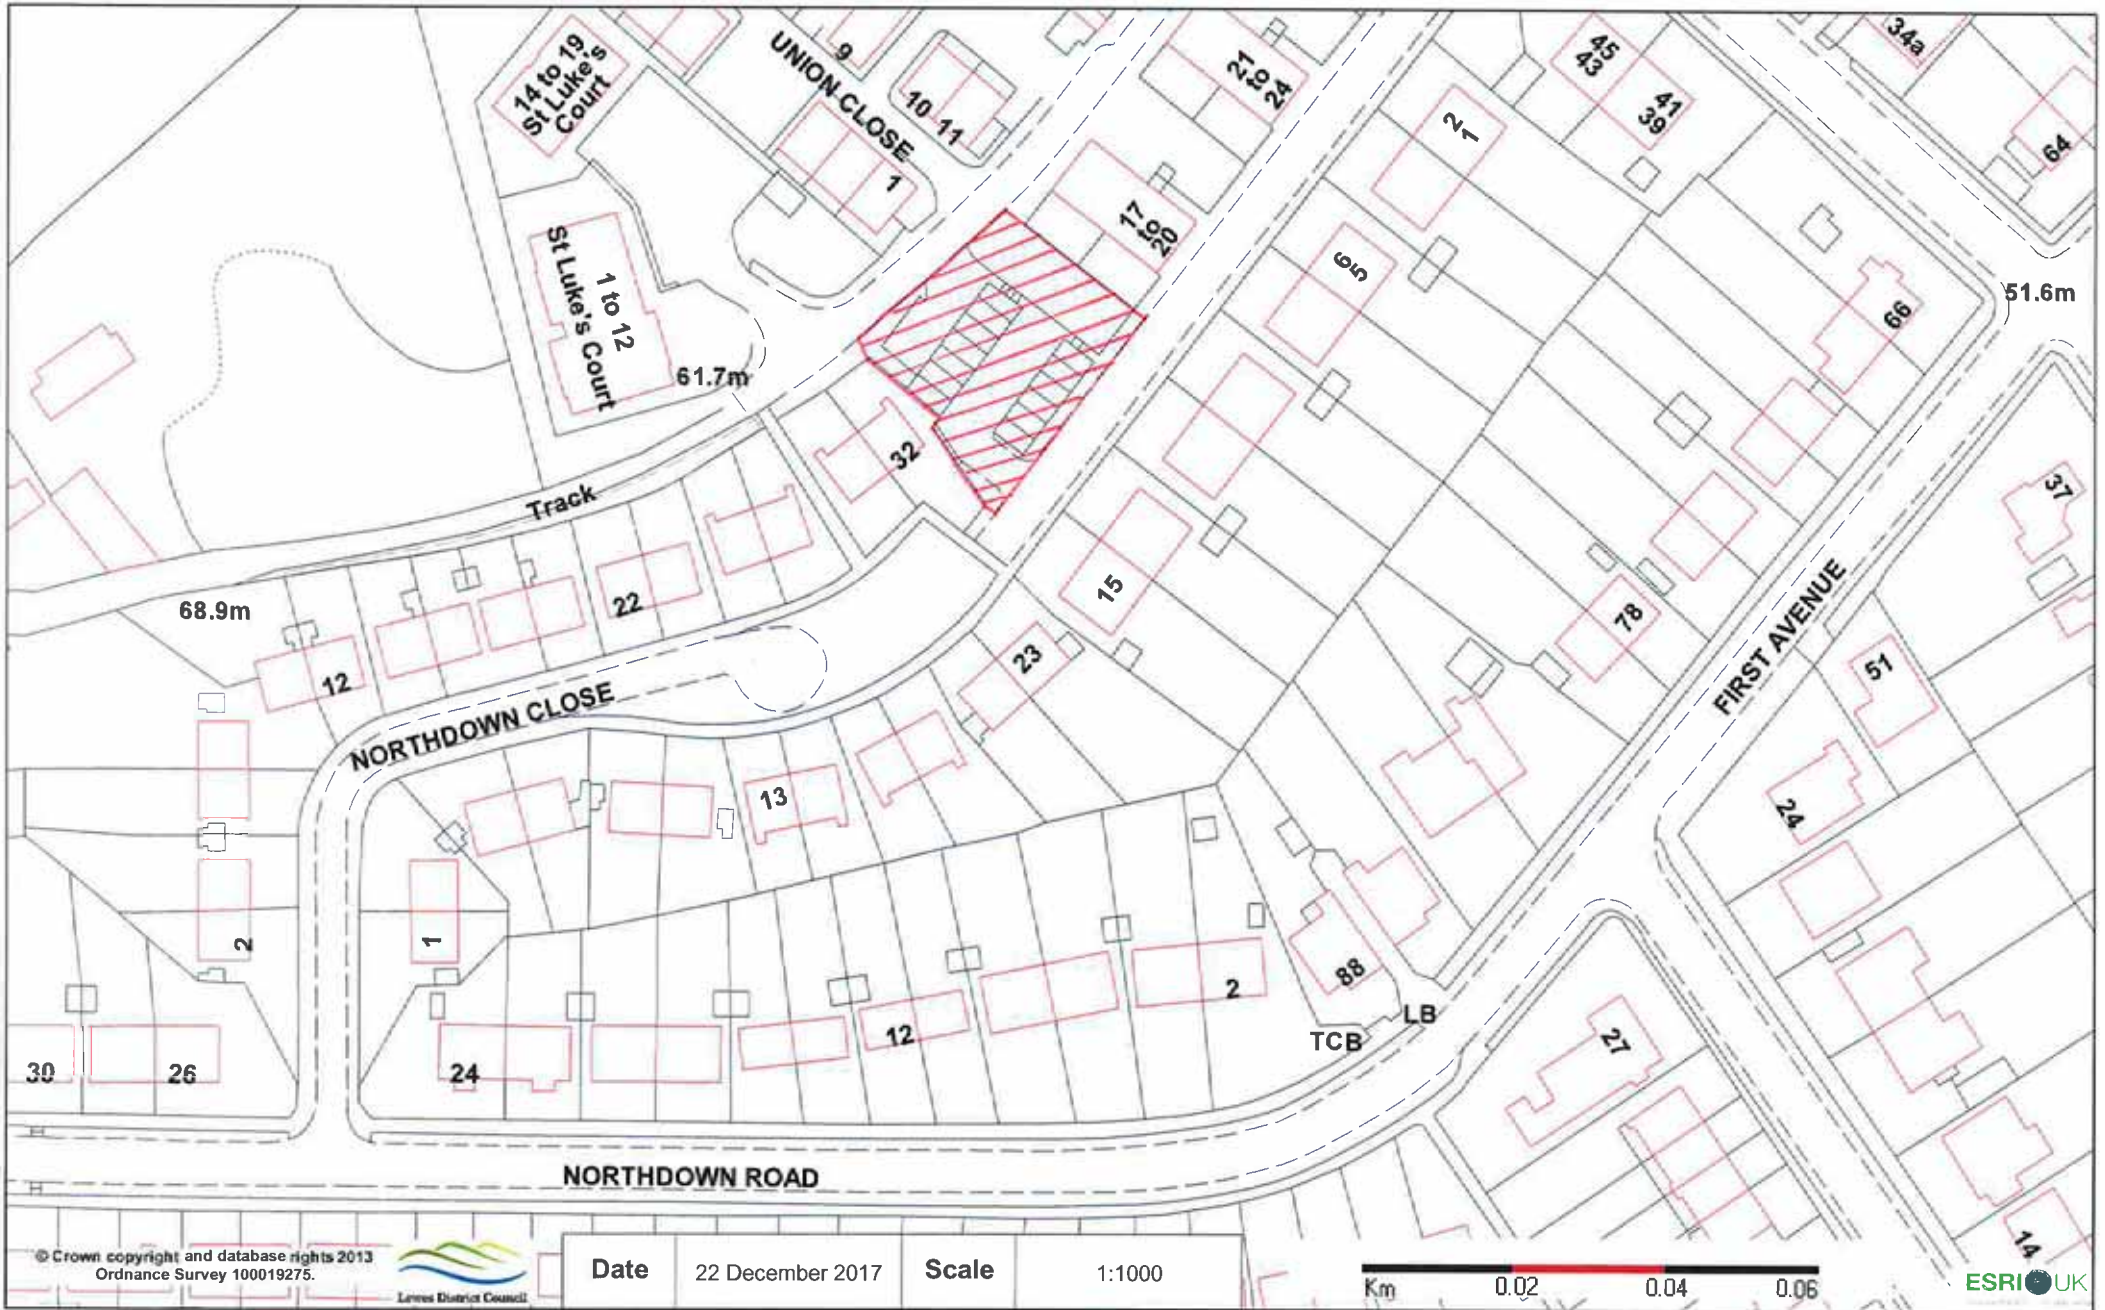 14 to 19
St Luke's
Court
UNION CLOSE
9
10
11
1
21
to
24
17
to
20
2
1
45
43
41
39
34a
64
6
5
66
51.6m
St Luke's Court
1 to 12
61.7m
32
Track
68.9m
12
22
15
23
NORTHDOWN CLOSE
13
78
FIRST AVENUE
37
51
24
2
1
30
26
24
12
2
88
LB
TCB
27
14
NORTHDOWN ROAD
© Crown copyright and database rights 2013
Ordnance Survey 100019275.
Lewes District Council
Date
22 December 2017
Scale
1:1000
Km
0.02
0.04
0.06
ESRI UK